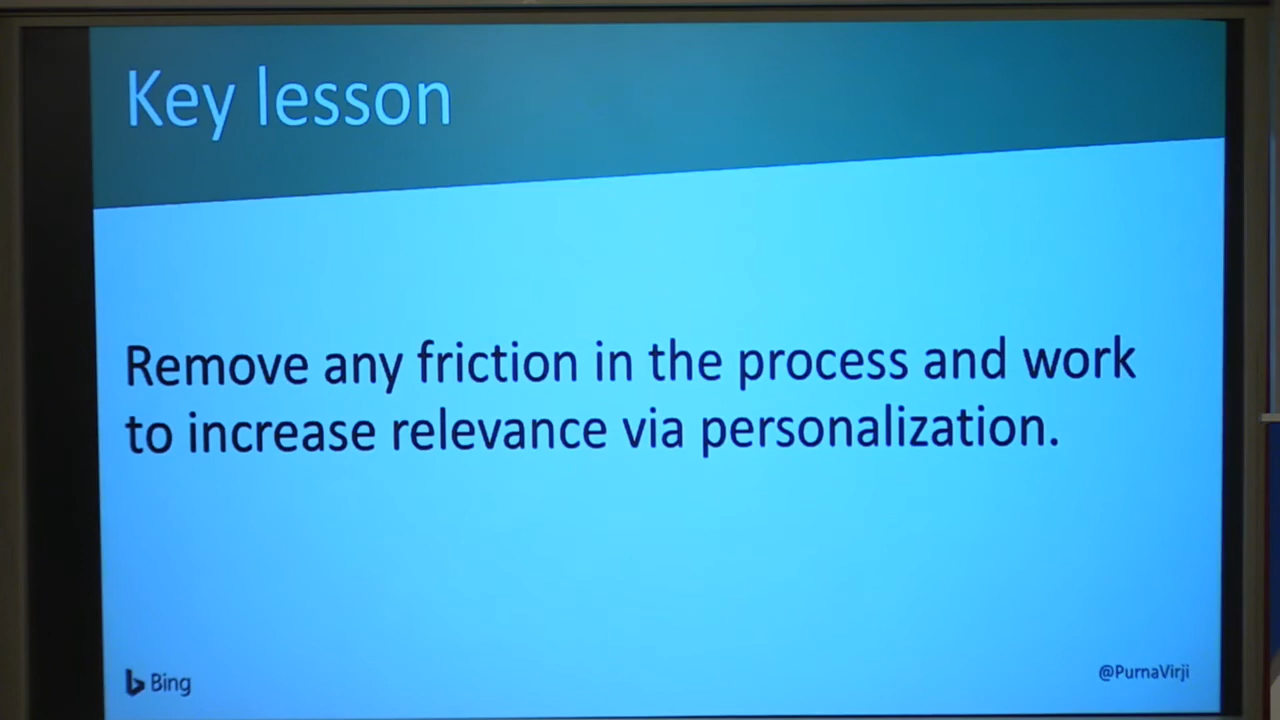 Key lesson
Remove any friction in the process and work
to increase relevance via personalization.
Bing
@PurnaVirji